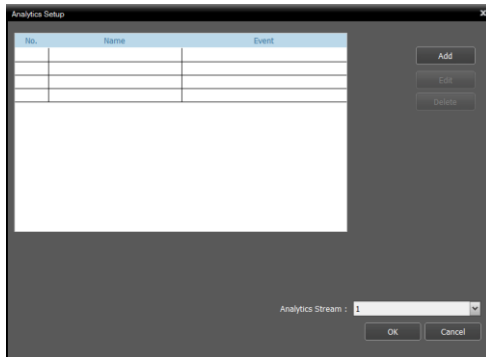 Analytics Setup x
No. Name Event
Add
Edit
Delete
Analytics Stream : 1
OK Cancel